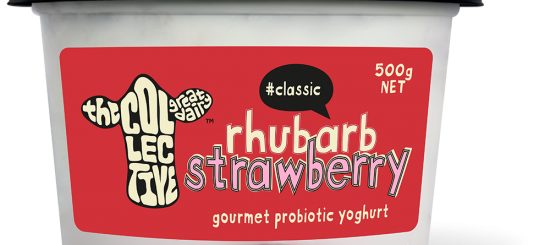 the
COL
LEC
TIVE
great
dairy
™
#classic
500g
NET
rhubarb
strawberry
gourmet probiotic yoghurt